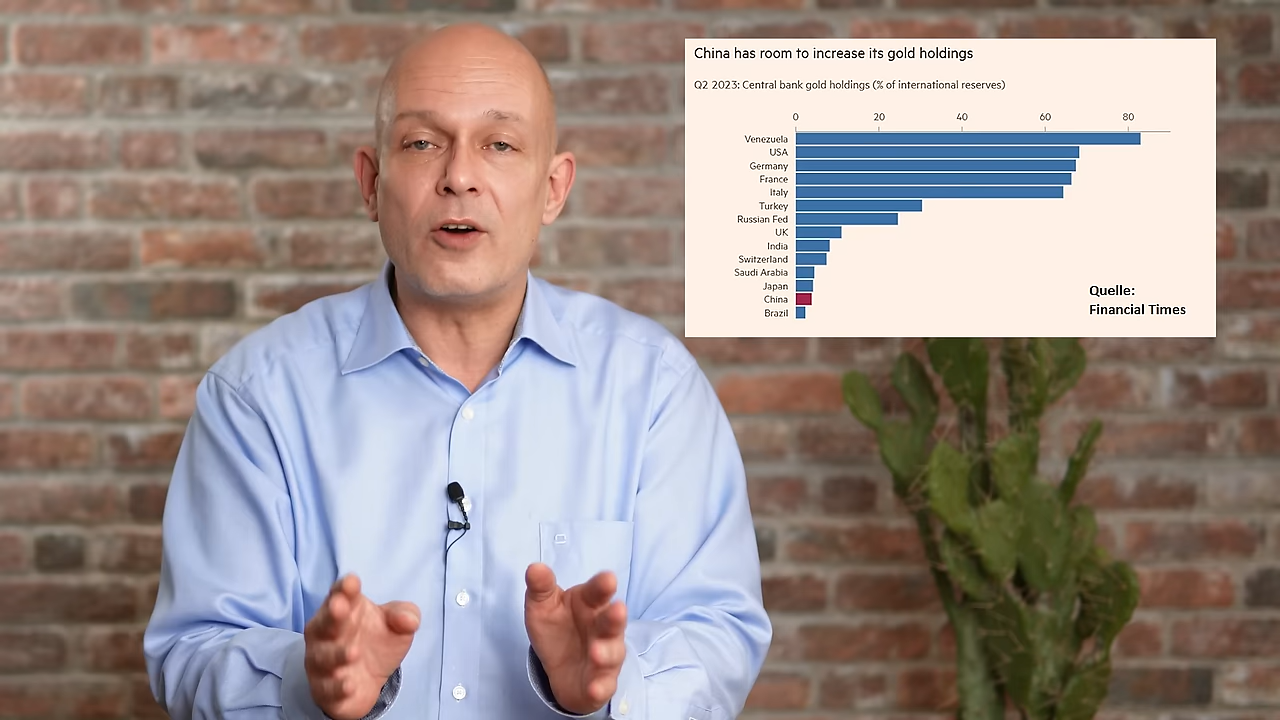 China has room to increase its gold holdings
Q2 2023: Central bank gold holdings (% of international reserves)
0 20 40 60 80
Venezuela
USA
Germany
France
Italy
Turkey
Russian Fed
UK
India
Switzerland
Saudi Arabia
Japan
China
Brazil
Quelle:
Financial Times